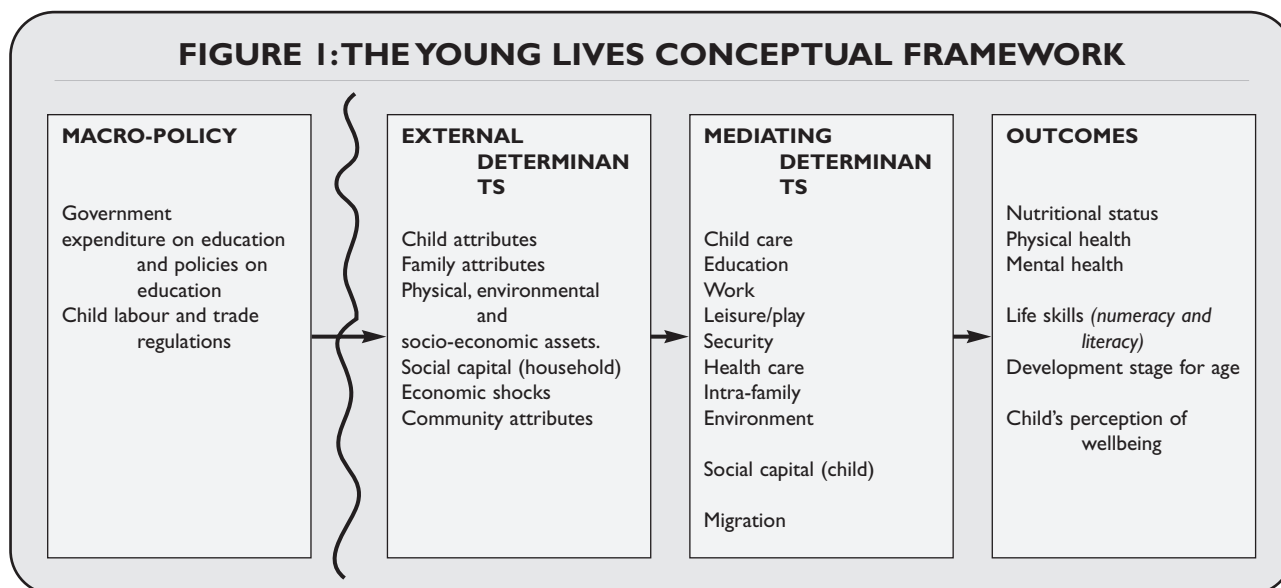 FIGURE 1: THE YOUNG LIVES CONCEPTUAL FRAMEWORK
MACRO-POLICY
Government
expenditure on education
and policies on
education
Child labour and trade
regulations
EXTERNAL
DETERMINAN
TS
Child attributes
Family attributes
Physical, environmental
and
socio-economic assets.
Social capital (household)
Economic shocks
Community attributes
MEDIATING
DETERMINAN
TS
Child care
Education
Work
Leisure/play
Security
Health care
Intra-family
Environment
Social capital (child)
Migration
OUTCOMES
Nutritional status
Physical health
Mental health
Life skills (numeracy and
literacy)
Development stage for age
Child's perception of
wellbeing